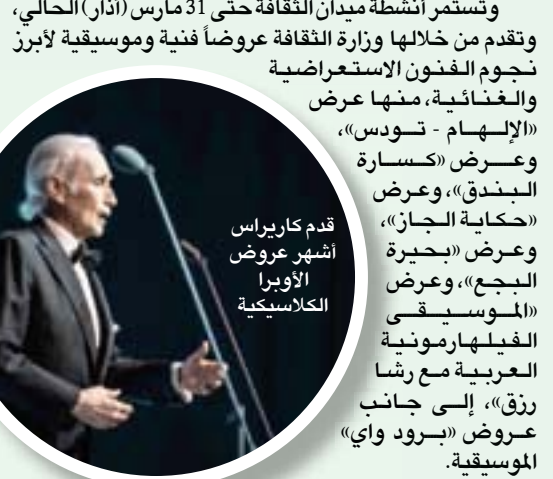 وتستمر أنشطة ميدان الثقافة حتى 31 مارس (آذار) الحالي،
وتقدم من خلالها وزارة الثقافة عروضاً فنية وموسيقية لأبرز
نجوم الفنون الاستعراضية
والغنائية، منها عرض
«الإلهام - تودس»،
وعرض «كسارة
البندق»، وعرض
«حكاية الجاز»،
وعرض «بحيرة
البجع»، وعرض
«الموسيقى
الفيلهارمونية
العربية مع رشا
رزق»، إلى جانب
عروض «برود واي»
الموسيقية.
قدم كاريراس
أشهر عروض
الأوبرا
الكلاسيكية